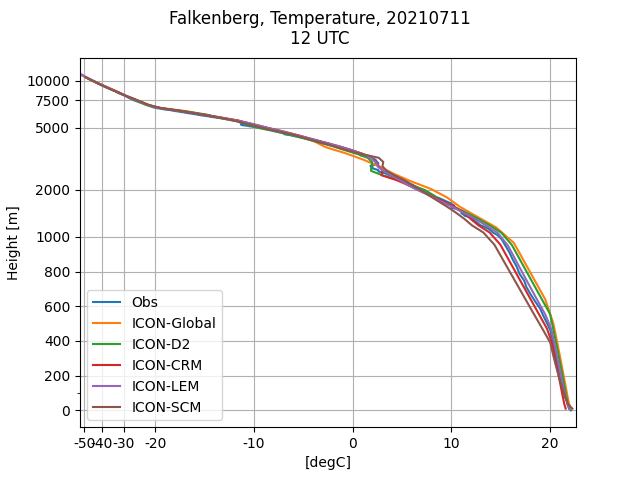 Falkenberg, Temperature, 20210711
12 UTC
Height [m]
10000
7500
5000
2000
1000
800
600
400
200
0
Obs
ICON-Global
ICON-D2
ICON-CRM
ICON-LEM
ICON-SCM
-50 -40 -30 -20 -10 0 10 20
[degC]